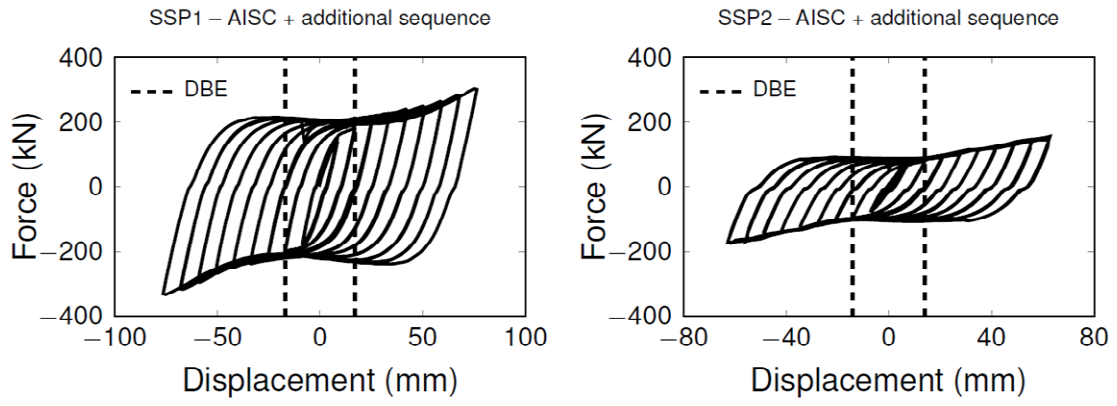 SSP1 – AISC + additional sequence
400
200
0
−200
−400
Force (kN)
DBE
−100
−50
0
50
100
Displacement (mm)
SSP2 – AISC + additional sequence
400
200
0
−200
−400
Force (kN)
DBE
−80
−40
0
40
80
Displacement (mm)